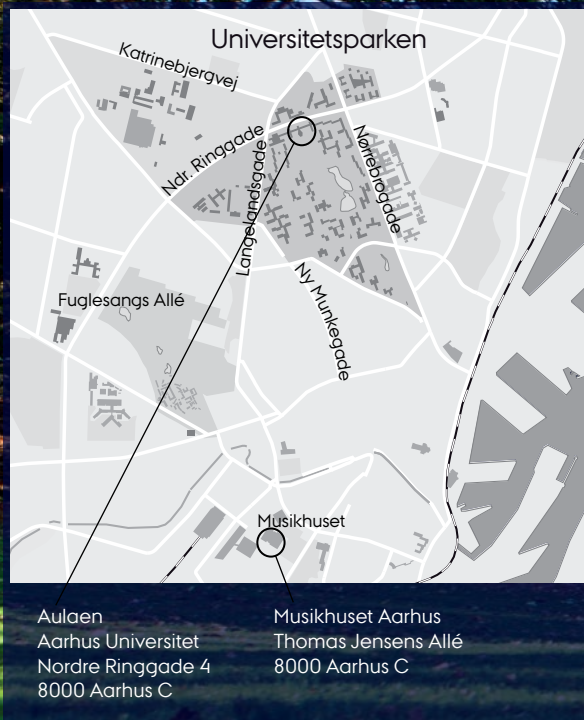 Universitetsparken
Katrinebjergvej
Ndr. Ringgade
Nørrebrogade
Langelandsgade
Ny Munkegade
Fuglesangs Allé
Musikhuset
Aulaen
Aarhus Universitet
Nordre Ringgade 4
8000 Aarhus C
Musikhuset Aarhus
Thomas Jensens Allé
8000 Aarhus C